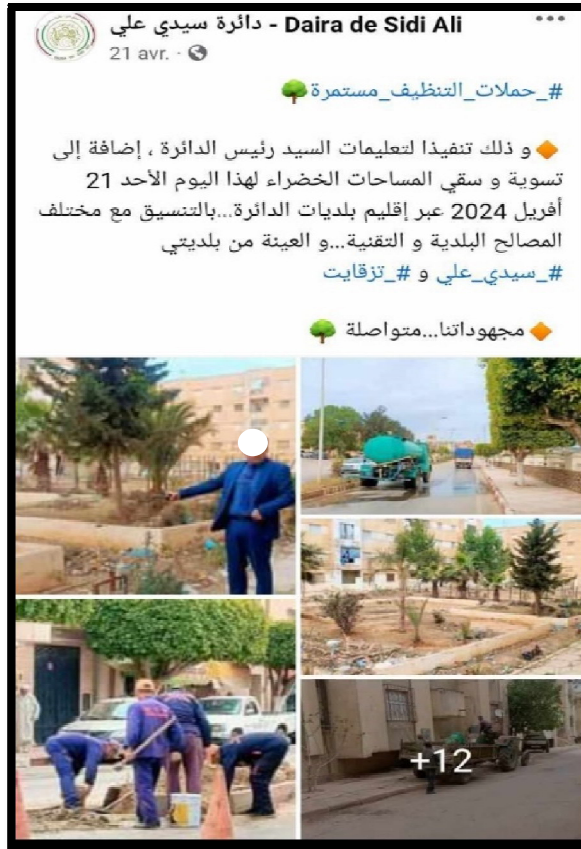 دائرة سيدي علي - Daira de Sidi Ali
21 avr. ·
#_حملات_التنظيف_مستمرة🌳
🔶و ذلك تنفيذا لتعليمات السيد رئيس الدائرة ، إضافة إلى
تسوية و سقي المساحات الخضراء لهذا اليوم الأحد 21
أفريل 2024 عبر إقليم بلديات الدائرة...بالتنسيق مع مختلف
المصالح البلدية و التقنية...و العينة من بلديتي
#_سيدي_علي و #_تزقايت
🔶 مجهوداتنا...متواصلة 🌳
+12